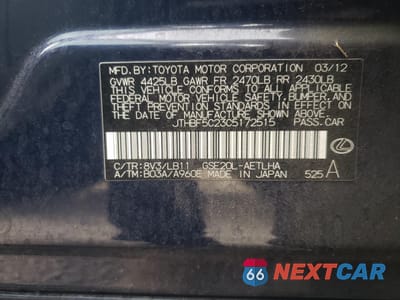 MFD.BY:TOYOTA MOTOR CORPORATION 03/12
GVWR 4425LB GAWR FR 2470LB RR 2430LB
THIS VEHICLE CONFORMS TO ALL APPLICABLE
FEDERAL MOTOR VEHICLE SAFETY,
BUMPER, AND THEFT PREVENTION STANDARDS IN EFFECT ON
THE DATE OF MANUFACTURE SHOWN ABOVE.
JTHBF5C23C5172515 PASS.CAR
C/TR:8V3/LB11 GSE20L-AETLHA
A/TM:B03A/A960E MADE IN JAPAN 525 A
66 NEXTCAR